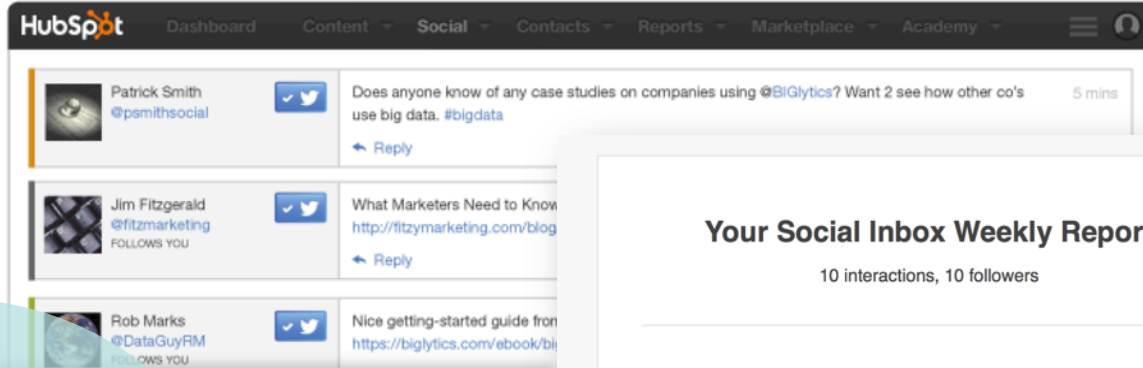 HubSpot Dashboard Content Social Contacts Reports Marketplace Academy
Patrick Smith
@psmithsocial
Does anyone know of any case studies on companies using @BIGlytics? Want 2 see how other co's
use big data. #bigdata
5 mins
Reply
Jim Fitzgerald
@fitzmarketing
FOLLOWS YOU
What Marketers Need to Know
http://fitzymarketing.com/blog
Reply
Rob Marks
@DataGuyRM
FOLLOWS YOU
Nice getting-started guide from
https://biglytics.com/ebook/big
Your Social Inbox Weekly Repor
10 interactions, 10 followers